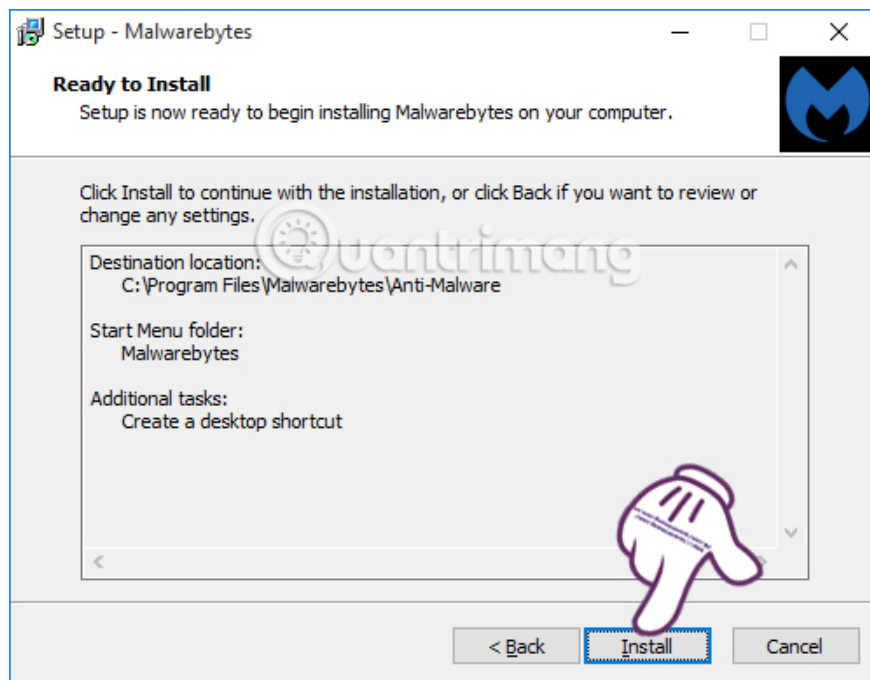 Setup - Malwarebytes
Ready to Install
Setup is now ready to begin installing Malwarebytes on your computer.
Click Install to continue with the installation, or click Back if you want to review or
change any settings.
Quantrimang
Destination location:
C:\Program Files\Malwarebytes\Anti-Malware
Start Menu folder:
Malwarebytes
Additional tasks:
Create a desktop shortcut
< Back
Install
Cancel